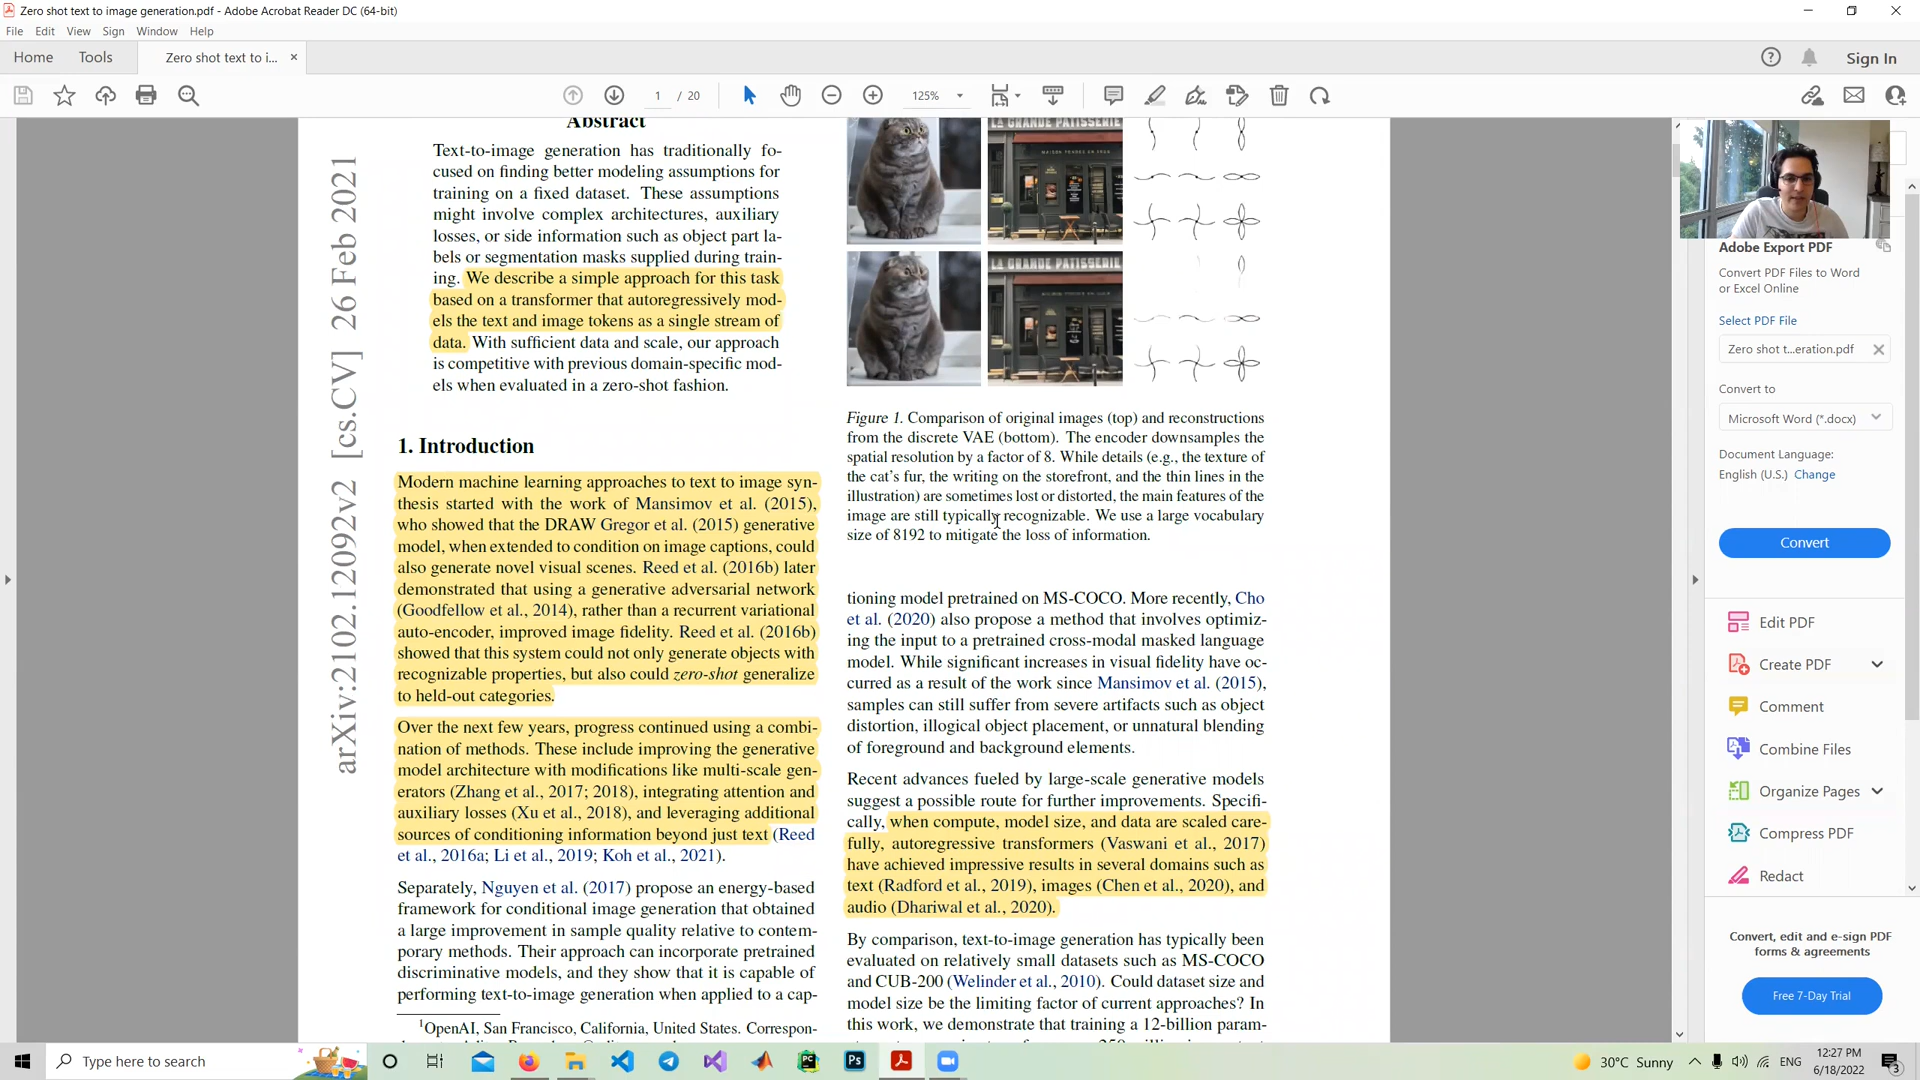 Zero shot text to image generation.pdf - Adobe Acrobat Reader DC (64-bit)
File Edit View Sign Window Help
Home Tools Zero shot text to i... × Sign In
1 / 20 125%
Abstract
Text-to-image generation has traditionally fo-
cused on finding better modeling assumptions for
training on a fixed dataset. These assumptions
might involve complex architectures, auxiliary
losses, or side information such as object part la-
bels or segmentation masks supplied during train-
ing. We describe a simple approach for this task
based on a transformer that autoregressively mod-
els the text and image tokens as a single stream of
data. With sufficient data and scale, our approach
is competitive with previous domain-specific mod-
els when evaluated in a zero-shot fashion.
1. Introduction
Modern machine learning approaches to text to image syn-
thesis started with the work of Mansimov et al. (2015),
who showed that the DRAW Gregor et al. (2015) generative
model, when extended to condition on image captions, could
also generate novel visual scenes. Reed et al. (2016b) later
demonstrated that using a generative adversarial network
(Goodfellow et al., 2014), rather than a recurrent variational
auto-encoder, improved image fidelity. Reed et al. (2016b)
showed that this system could not only generate objects with
recognizable properties, but also could zero-shot generalize
to held-out categories.
Over the next few years, progress continued using a combi-
nation of methods. These include improving the generative
model architecture with modifications like multi-scale gen-
erators (Zhang et al., 2017; 2018), integrating attention and
auxiliary losses (Xu et al., 2018), and leveraging additional
sources of conditioning information beyond just text (Reed
et al., 2016a; Li et al., 2019; Koh et al., 2021).
Separately, Nguyen et al. (2017) propose an energy-based
framework for conditional image generation that obtained
a large improvement in sample quality relative to contem-
porary methods. Their approach can incorporate pretrained
discriminative models, and they show that it is capable of
performing text-to-image generation when applied to a cap-
1OpenAI, San Francisco, California, United States. Correspon-
arXiv:2102.12092v2 [cs.CV] 26 Feb 2021
LA GRANDE PATISSERIE
LA GRANDE PATISSERIE
Figure 1. Comparison of original images (top) and reconstructions
from the discrete VAE (bottom). The encoder downsamples the
spatial resolution by a factor of 8. While details (e.g., the texture of
the cat's fur, the writing on the storefront, and the thin lines in the
illustration) are sometimes lost or distorted, the main features of the
image are still typically recognizable. We use a large vocabulary
size of 8192 to mitigate the loss of information.
tioning model pretrained on MS-COCO. More recently, Cho
et al. (2020) also propose a method that involves optimiz-
ing the input to a pretrained cross-modal masked language
model. While significant increases in visual fidelity have oc-
curred as a result of the work since Mansimov et al. (2015),
samples can still suffer from severe artifacts such as object
distortion, illogical object placement, or unnatural blending
of foreground and background elements.
Recent advances fueled by large-scale generative models
suggest a possible route for further improvements. Specifi-
cally, when compute, model size, and data are scaled care-
fully, autoregressive transformers (Vaswani et al., 2017)
have achieved impressive results in several domains such as
text (Radford et al., 2019), images (Chen et al., 2020), and
audio (Dhariwal et al., 2020).
By comparison, text-to-image generation has typically been
evaluated on relatively small datasets such as MS-COCO
and CUB-200 (Welinder et al., 2010). Could dataset size and
model size be the limiting factor of current approaches? In
this work, we demonstrate that training a 12-billion param-
Adobe Export PDF
Convert PDF Files to Word
or Excel Online
Select PDF File
Zero shot t...eration.pdf
Convert to
Microsoft Word (*.docx)
Document Language:
English (U.S.) Change
Convert
Edit PDF
Create PDF
Comment
Combine Files
Organize Pages
Compress PDF
Redact
Convert, edit and e-sign PDF
forms & agreements
Free 7-Day Trial
Type here to search
PC
Ps
30°C Sunny
ENG
12:27 PM
6/18/2022
3